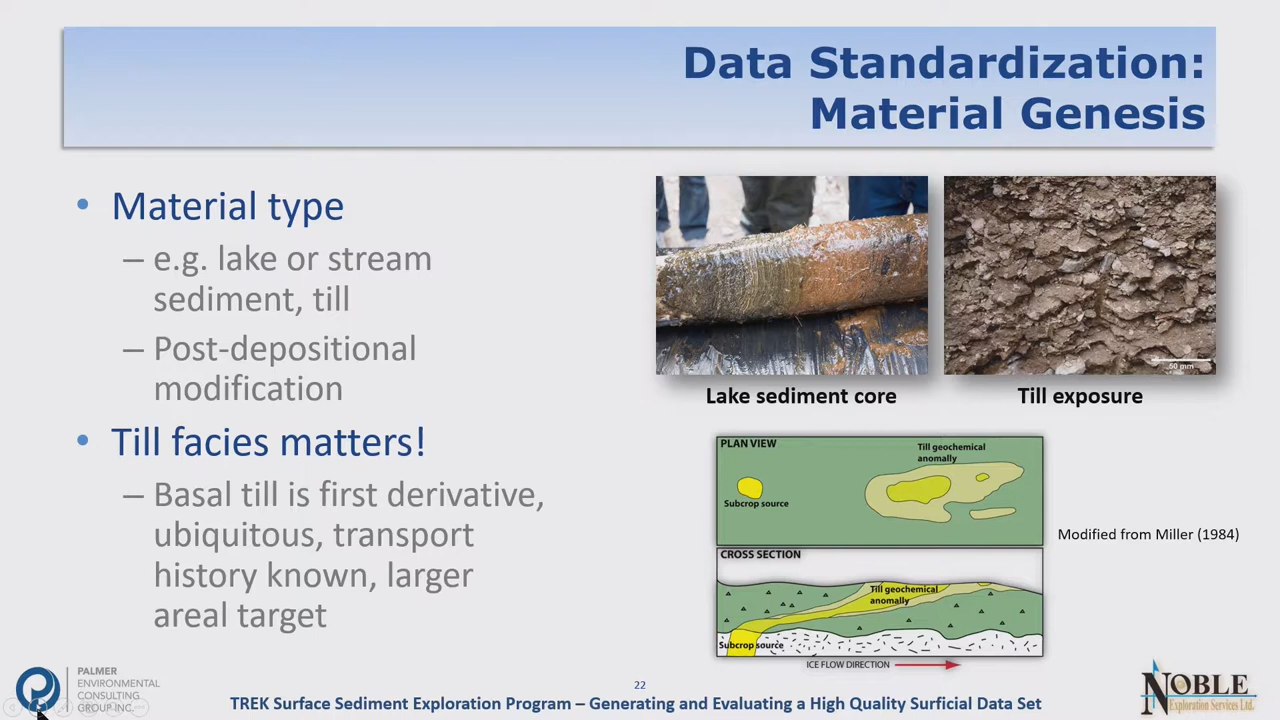 Data Standardization:
Material Genesis
• Material type
– e.g. lake or stream
sediment, till
– Post-depositional
modification
• Till facies matters!
– Basal till is first derivative,
ubiquitous, transport
history known, larger
areal target
50 mm
Lake sediment core
Till exposure
PLAN VIEW
Till geochemical
anomally
Subcrop source
Modified from Miller (1984)
CROSS SECTION
Till geochemical
anomally
Subcrop source
ICE FLOW DIRECTION
PALMER
ENVIRONMENTAL
CONSULTING
GROUP INC.
22
TREK Surface Sediment Exploration Program – Generating and Evaluating a High Quality Surficial Data Set
NOBLE
Exploration Services Ltd.